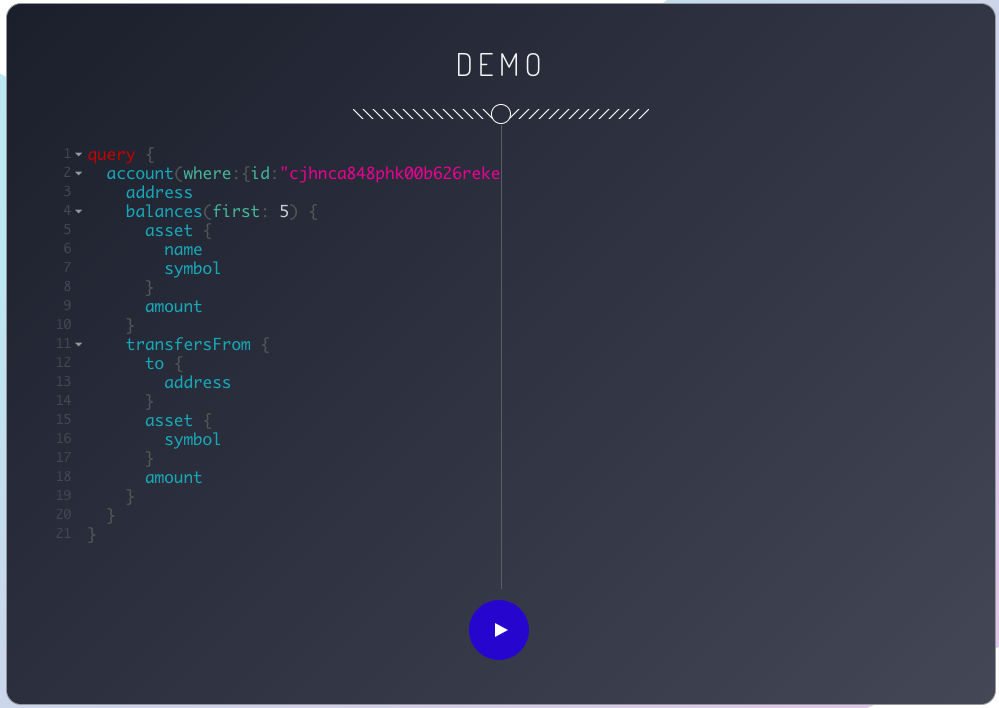 DEMO
1 query {
2 account(where:{id:"cjhnca848phk00b626reke
3 address
4 balances(first: 5) {
5 asset {
6 name
7 symbol
8 }
9 amount
10 }
11 transfersFrom {
12 to {
13 address
14 }
15 asset {
16 symbol
17 }
18 amount
19 }
20 }
21 }